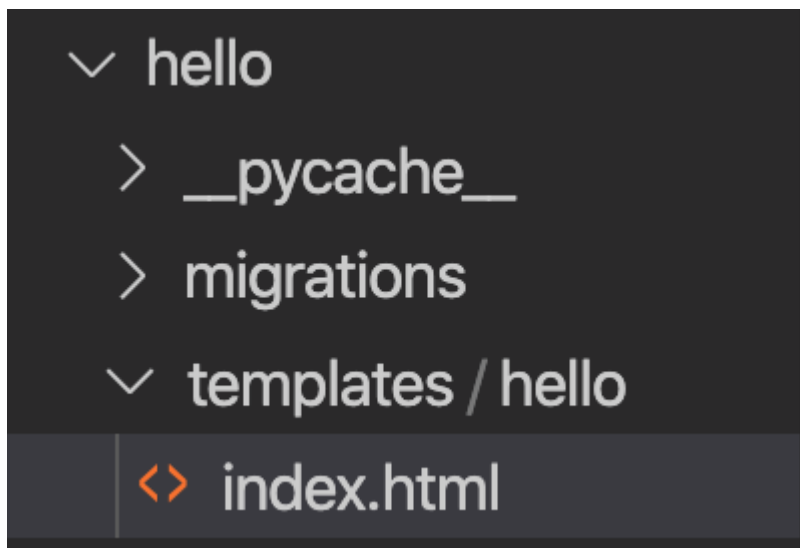 hello
__pycache__
migrations
templates / hello
index.html